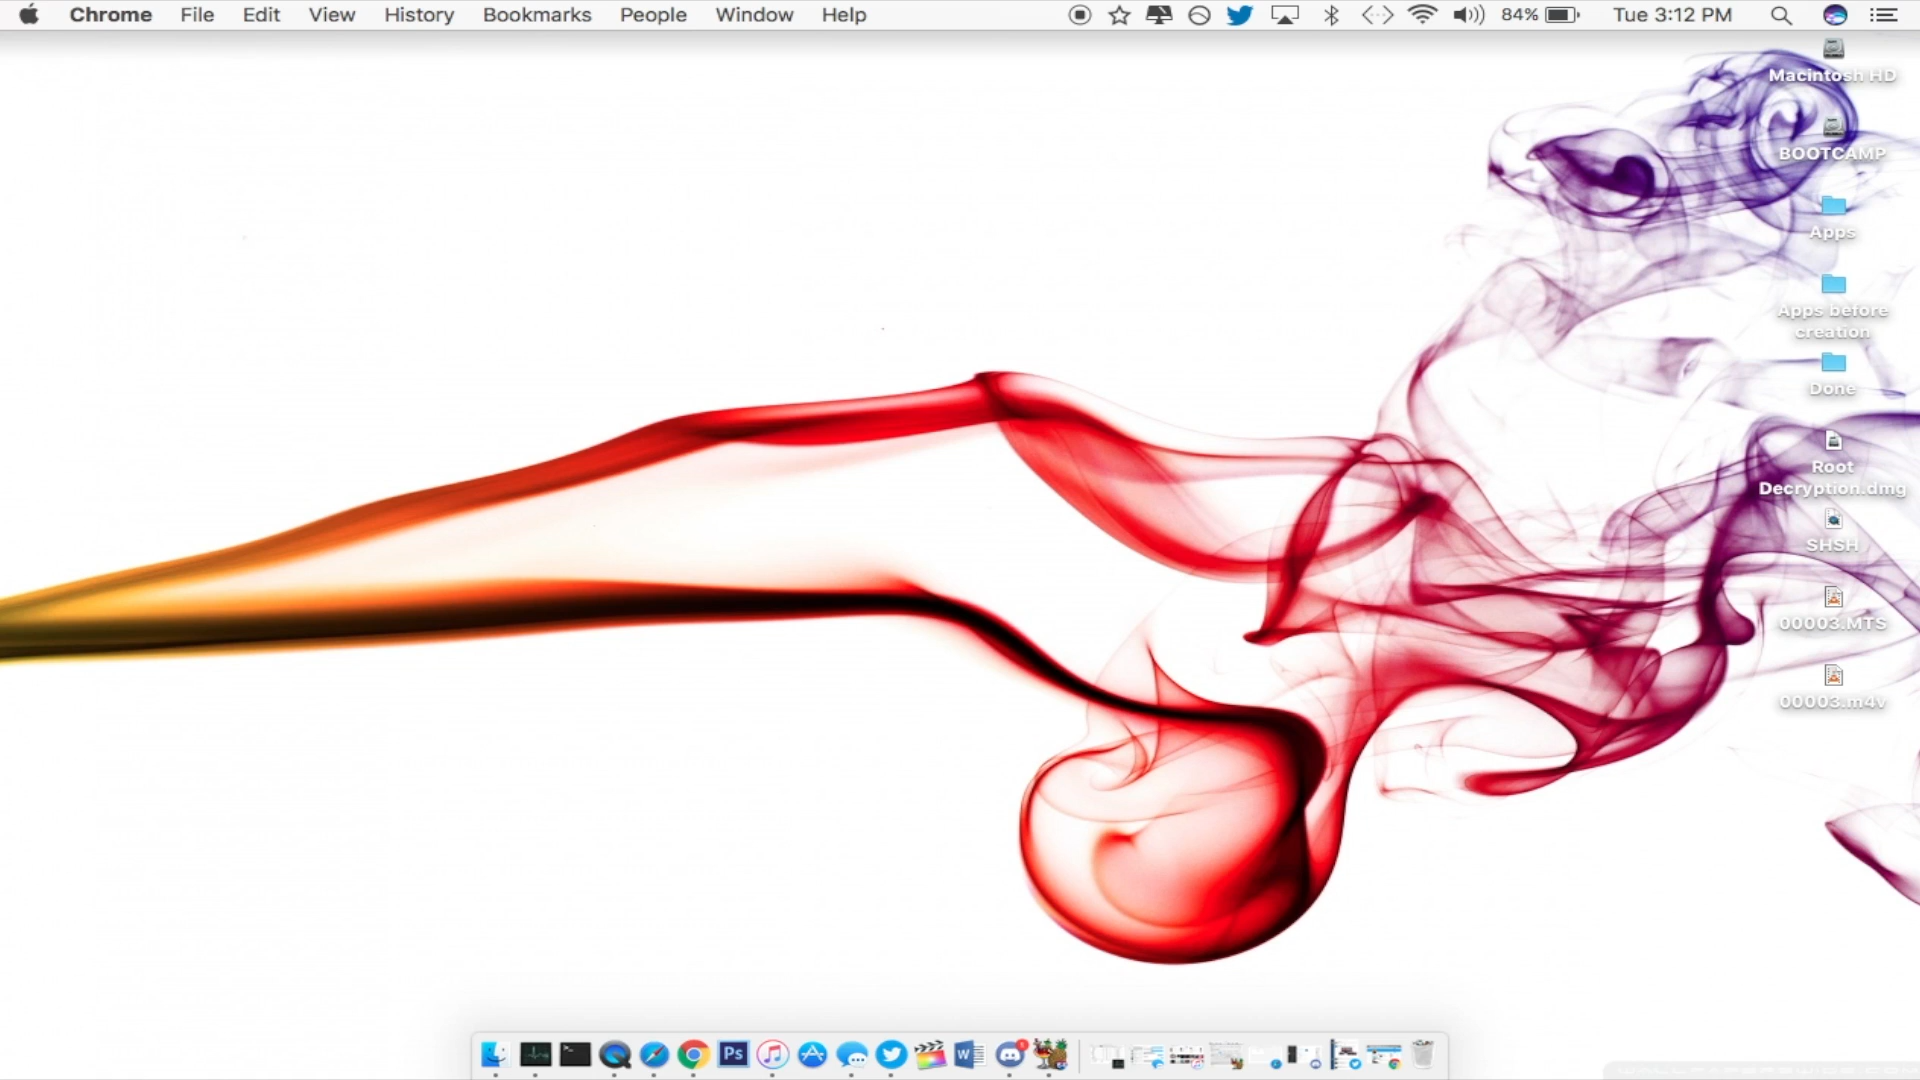 Chrome File Edit View History Bookmarks People Window Help 84% Tue 3:12 PM
Macintosh HD
BOOTCAMP
Apps
Apps before
creation
Done
Root
Decryption.dmg
SHSH
00003.MTS
00003.m4v
Ps
W